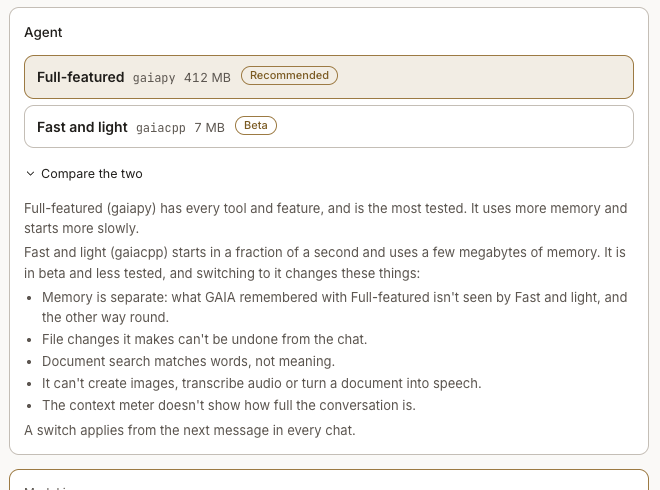 Agent
Full-featured gaiapy 412 MB Recommended
Fast and light gaiacpp 7 MB Beta
Compare the two
Full-featured (gaiapy) has every tool and feature, and is the most tested. It uses more memory and
starts more slowly.
Fast and light (gaiacpp) starts in a fraction of a second and uses a few megabytes of memory. It is
in beta and less tested, and switching to it changes these things:
• Memory is separate: what GAIA remembered with Full-featured isn't seen by Fast and light, and
the other way round.
• File changes it makes can't be undone from the chat.
• Document search matches words, not meaning.
• It can't create images, transcribe audio or turn a document into speech.
• The context meter doesn't show how full the conversation is.
A switch applies from the next message in every chat.